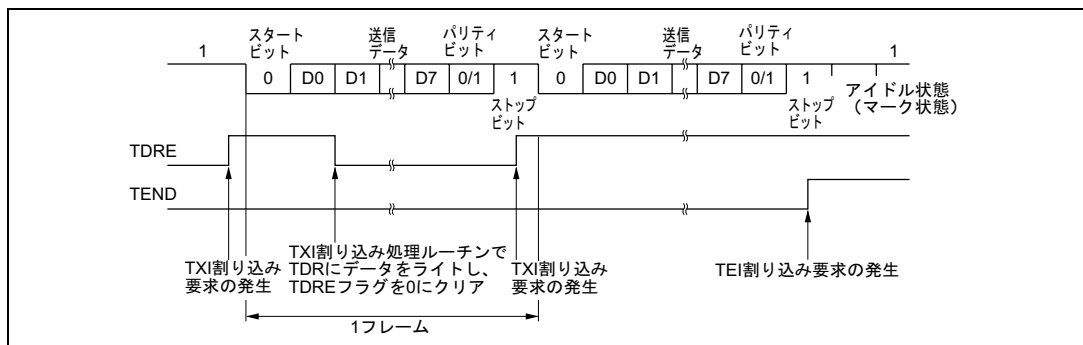 1 スタートビット 送信データ パリティビット スタートビット 送信データ パリティビット 1
0 D0 D1 D7 0/1 1 0 D0 D1 D7 0/1 1
ストップビット ストップビット アイドル状態（マーク状態）
TDRE
TEND
TXI割り込み
要求の発生
TXI割り込み処理ルーチンで
TDRにデータをライトし、
TDREフラグを0にクリア
TXI割り込み
要求の発生
TEI割り込み要求の発生
1フレーム